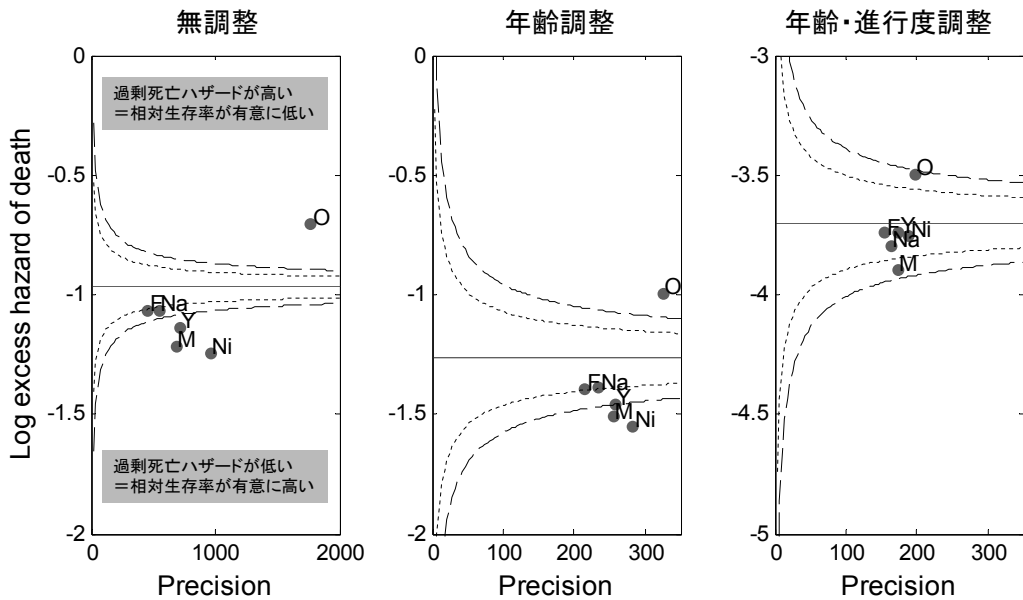 無調整
年齢調整
年齢・進行度調整
Log excess hazard of death
0
-0.5
-1
-1.5
-2
過剰死亡ハザードが高い
＝相対生存率が有意に低い
O
F
Na
Y
M
Ni
過剰死亡ハザードが低い
＝相対生存率が有意に高い
0
1000
2000
Precision
0
-0.5
-1
-1.5
-2
O
F
Na
Y
M
Ni
0
100
200
300
Precision
-3
-3.5
-4
-4.5
-5
O
F
Y
Ni
Na
M
0
100
200
300
Precision